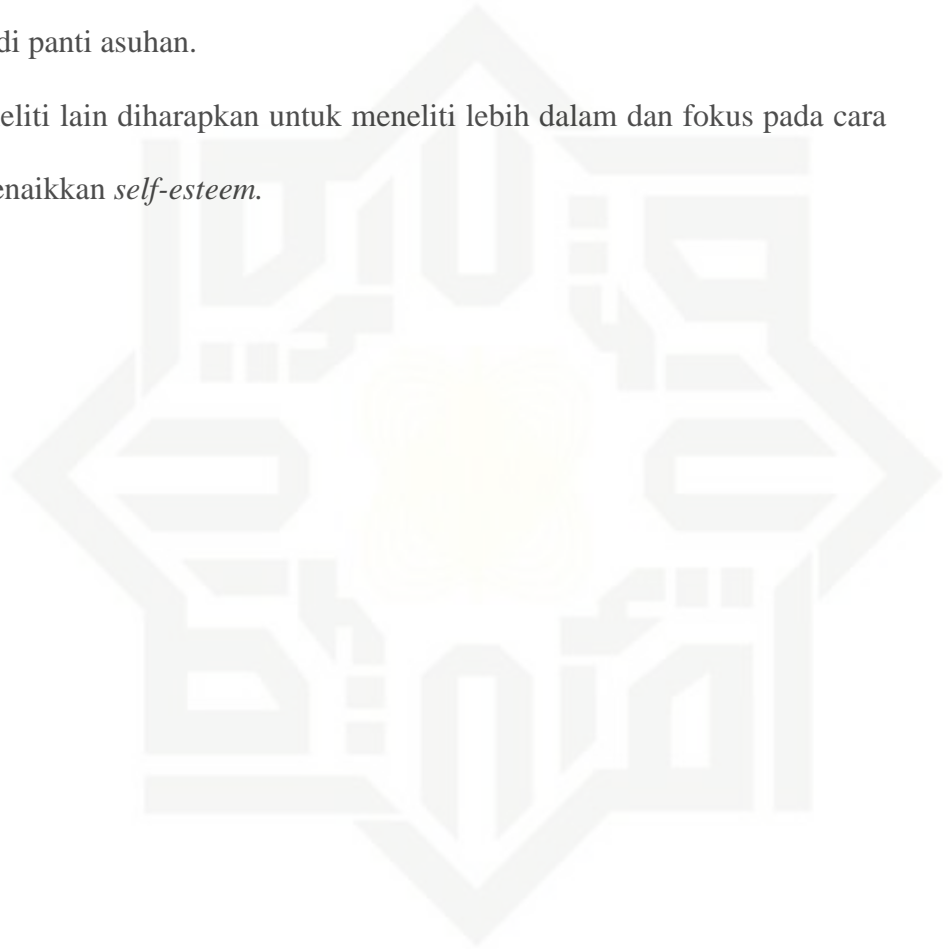 di panti asuhan.
eliti lain diharapkan untuk meneliti lebih dalam dan fokus pada cara
enaikkan self-esteem.